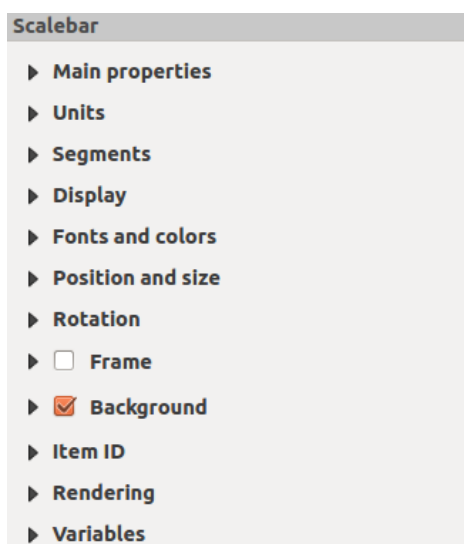 Scalebar
Main properties
Units
Segments
Display
Fonts and colors
Position and size
Rotation
Frame
Background
Item ID
Rendering
Variables